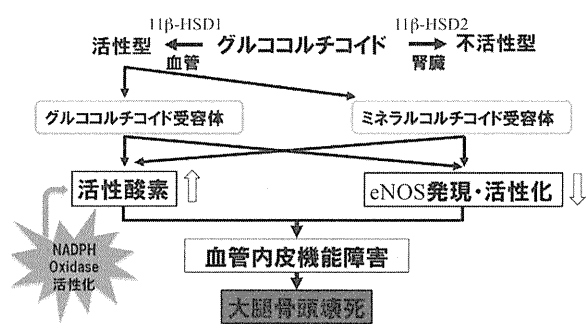 11β-HSD1
11β-HSD2
活性型
グルココルチコイド
不活性型
血管
腎臓
グルココルチコイド受容体
ミネラルコルチコイド受容体
活性酸素
eNOS発現・活性化
NADPH
Oxidase
活性化
血管内皮機能障害
大腿骨頭壊死